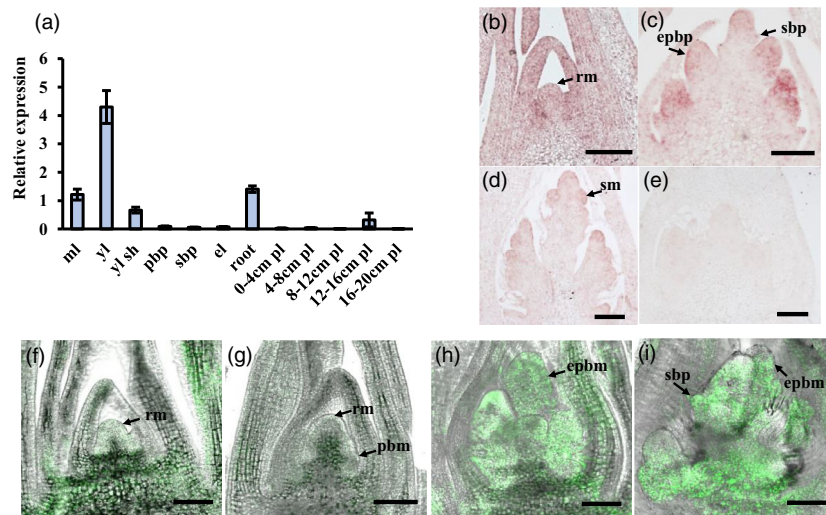 (a)
Relative expression
6
5
4
3
2
1
0
ml
yl
yl sh
pbp
sbp
el
root
0-4cm pl
4-8cm pl
8-12cm pl
12-16cm pl
16-20cm pl
(b)
rm
(c)
epbp
sbp
(d)
sm
(e)
(f)
rm
(g)
rm
pbm
(h)
epbm
(i)
sbp
epbm